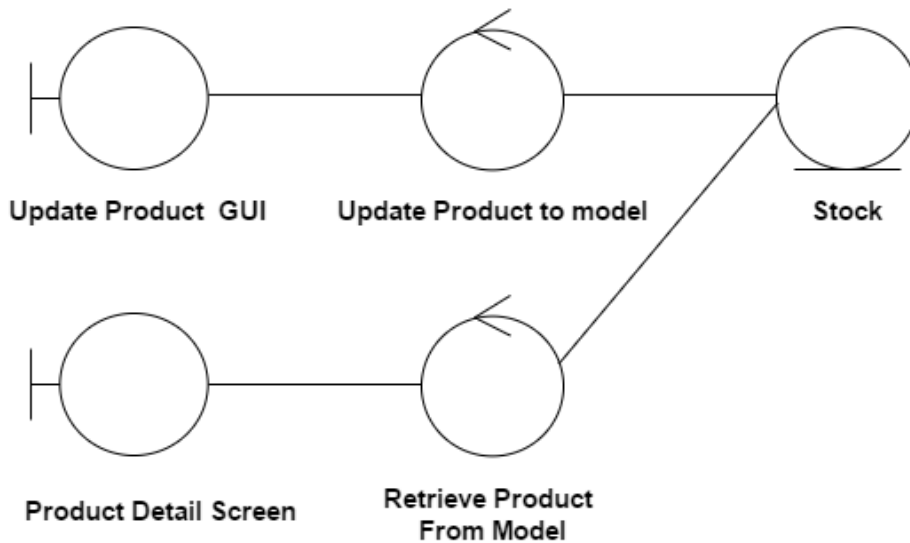 Update Product GUI
Update Product to model
Stock
Product Detail Screen
Retrieve Product
From Model